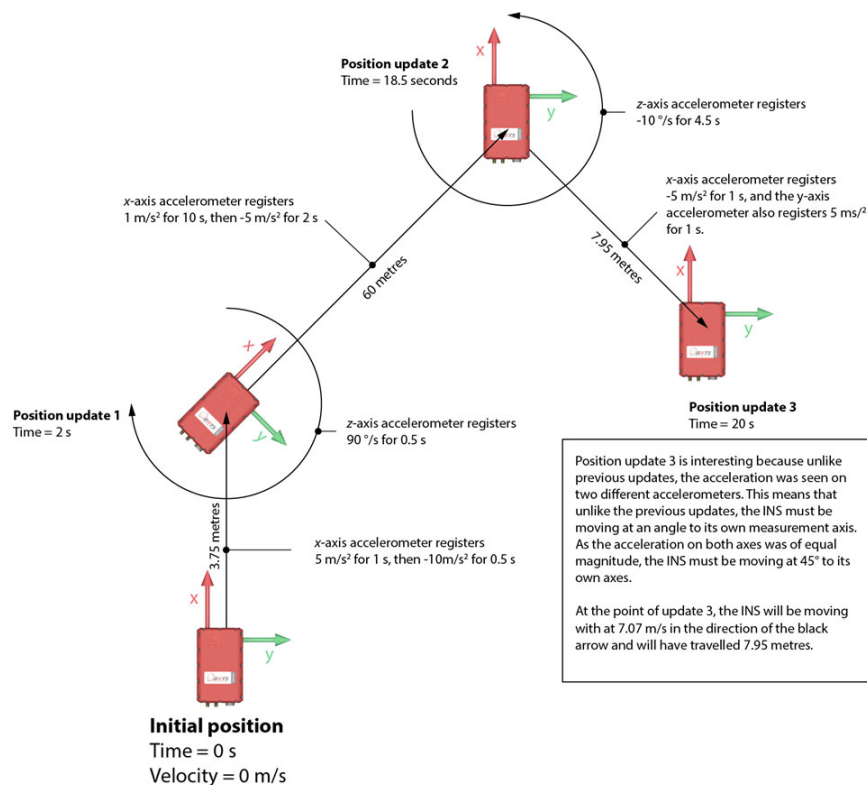 x
y
Position update 2
Time = 18.5 seconds
z-axis accelerometer registers
-10 °/s for 4.5 s
x-axis accelerometer registers
1 m/s² for 10 s, then -5 m/s² for 2 s
60 metres
x-axis accelerometer registers
-5 m/s² for 1 s, and the y-axis
accelerometer also registers 5 ms/²
for 1 s.
7.95 metres
x
y
Position update 3
Time = 20 s
x
y
Position update 1
Time = 2 s
z-axis accelerometer registers
90 °/s for 0.5 s
3.75 metres
x-axis accelerometer registers
5 m/s² for 1 s, then -10m/s² for 0.5 s
x
y
Initial position
Time = 0 s
Velocity = 0 m/s
Position update 3 is interesting because unlike
previous updates, the acceleration was seen on
two different accelerometers. This means that
unlike the previous updates, the INS must be
moving at an angle to its own measurement axis.
As the acceleration on both axes was of equal
magnitude, the INS must be moving at 45° to its
own axes.
At the point of update 3, the INS will be moving
with at 7.07 m/s in the direction of the black
arrow and will have travelled 7.95 metres.